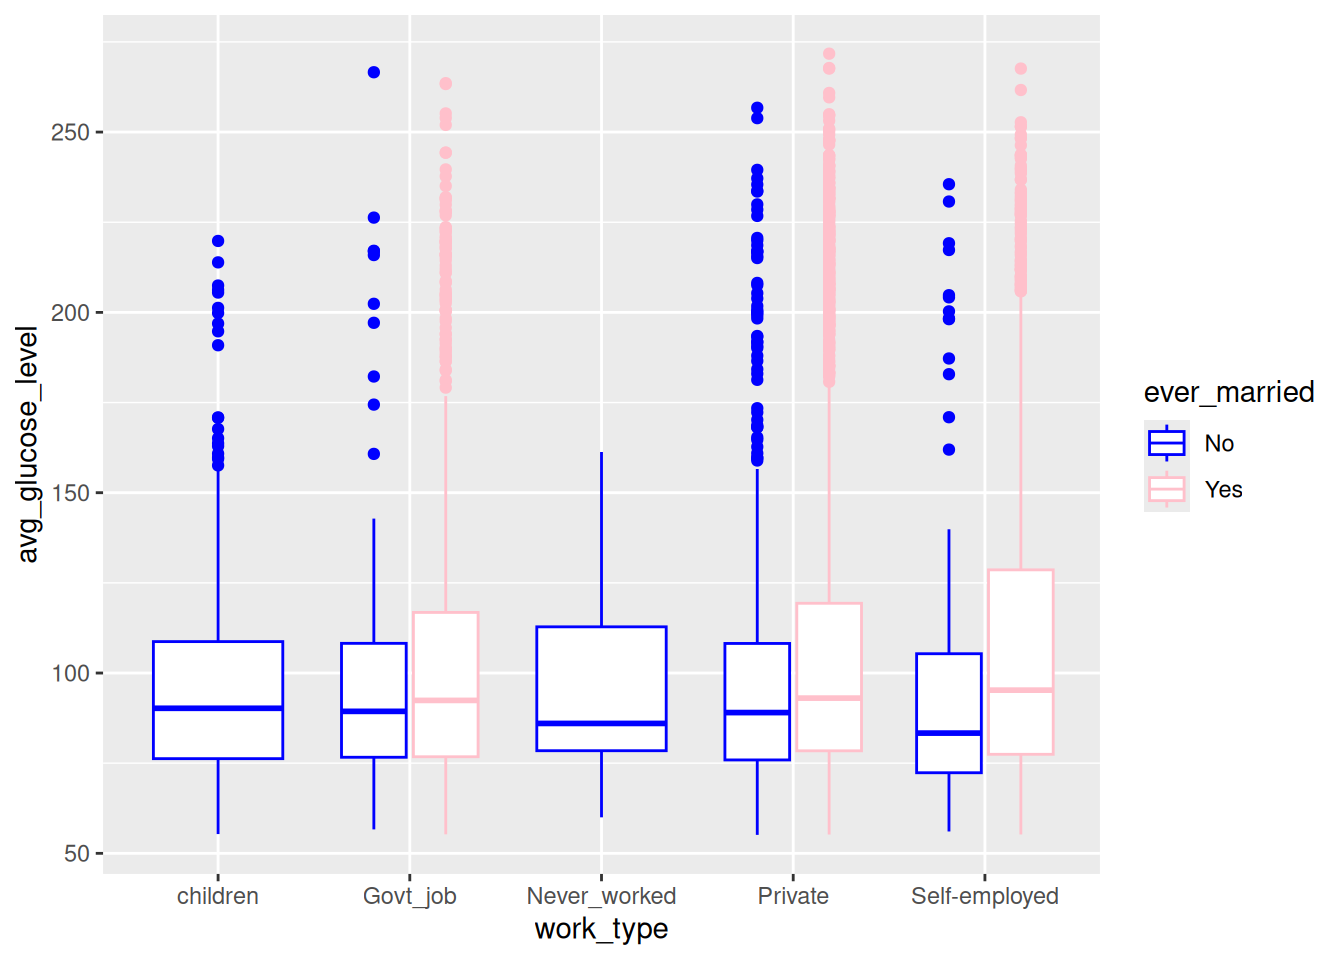 250
200
150
100
50
avg_glucose_level
children
Govt_job
Never_worked
Private
Self-employed
work_type
ever_married
No
Yes